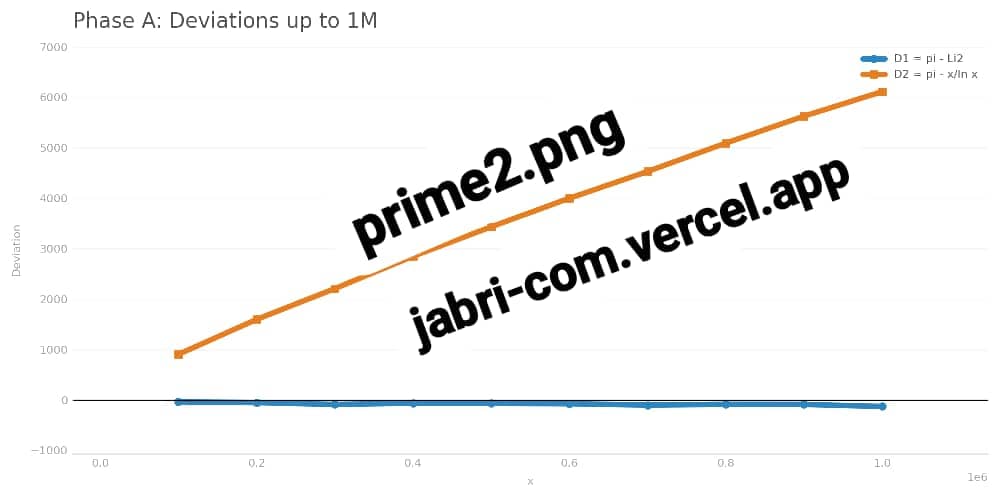 Phase A: Deviations up to 1M
7000
D1 = pi - Li2
D2 = pi - x/ln x
6000
5000
4000
3000
2000
1000
0
−1000
Deviation
prime2.png
jabri-com.vercel.app
0.0 0.2 0.4 0.6 0.8 1.0
1e6
x